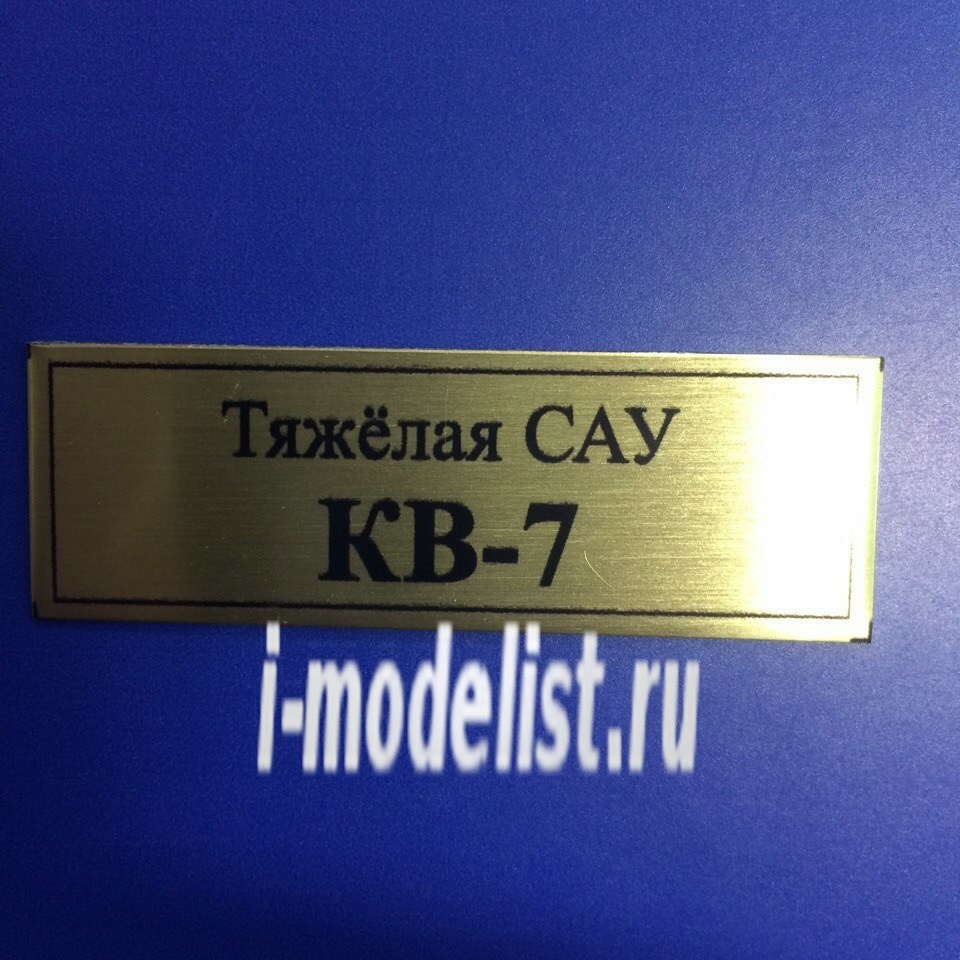 Тяжёлая САУ
КВ-7
i-modelist.ru